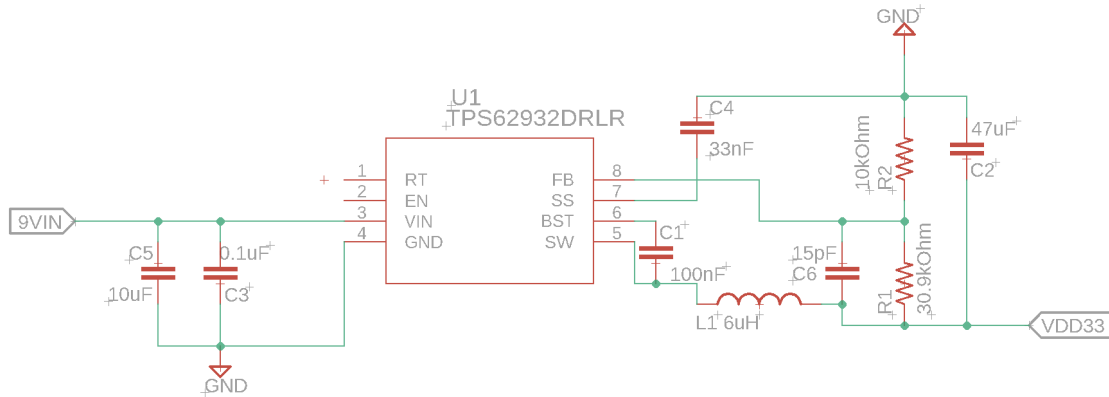 GND
U1
TPS62932DRLR
C4
33nF
10kOhm
R2
47uF
C2
1
RT
FB
8
2
EN
SS
7
9VIN
3
VIN
BST
6
4
GND
SW
5
C5
10uF
0.1uF
C3
C1
100nF
15pF
C6
R1
30.9kOhm
L1 6uH
VDD33
GND